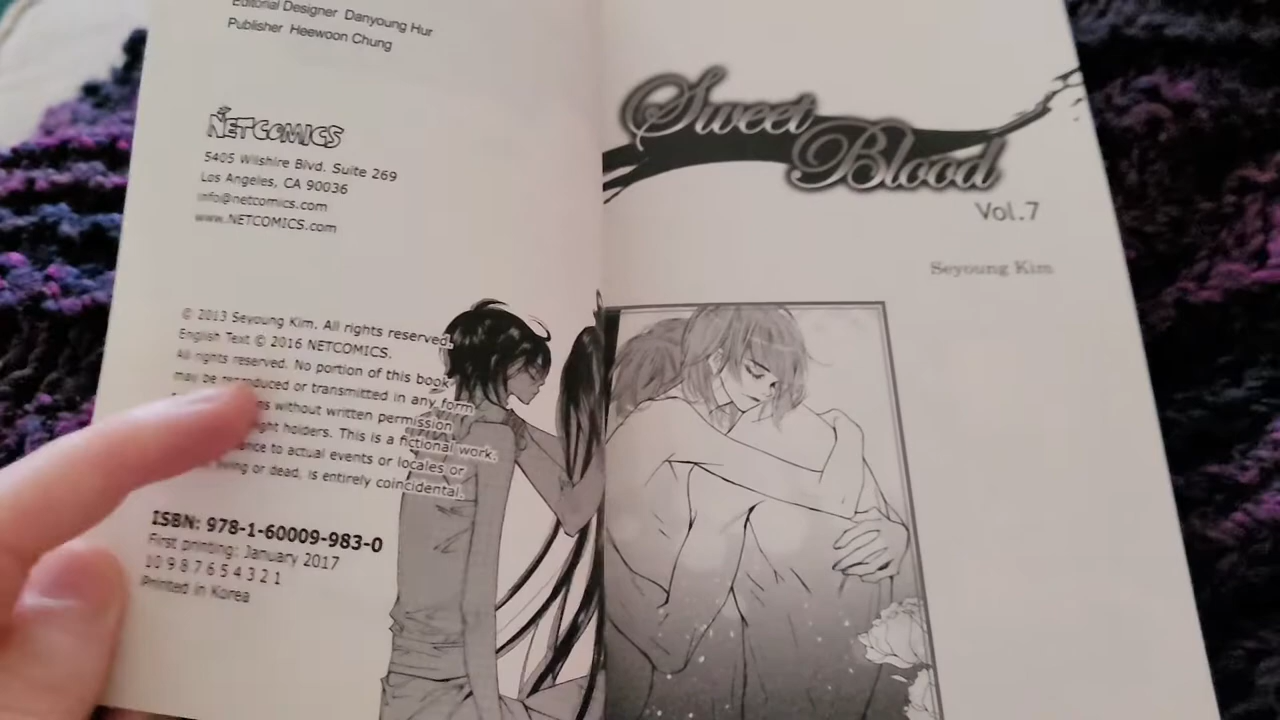 Editorial Designer Danyoung Hur
Publisher Heewoon Chung
NETCOMICS
5405 Wilshire Blvd. Suite 269
Los Angeles, CA 90036
info@netcomics.com
www.NETCOMICS.com
© 2013 Seyoung Kim. All rights reserved.
English Text © 2016 NETCOMICS.
All rights reserved. No portion of this book
may be reproduced or transmitted in any form
without written permission
holders. This is a fictional work.
to actual events or locales or
living or dead, is entirely coincidental.
ISBN: 978-1-60009-983-0
First printing: January 2017
10 9 8 7 6 5 4 3 2 1
Printed in Korea
Sweet
Blood
Vol.7
Seyoung Kim